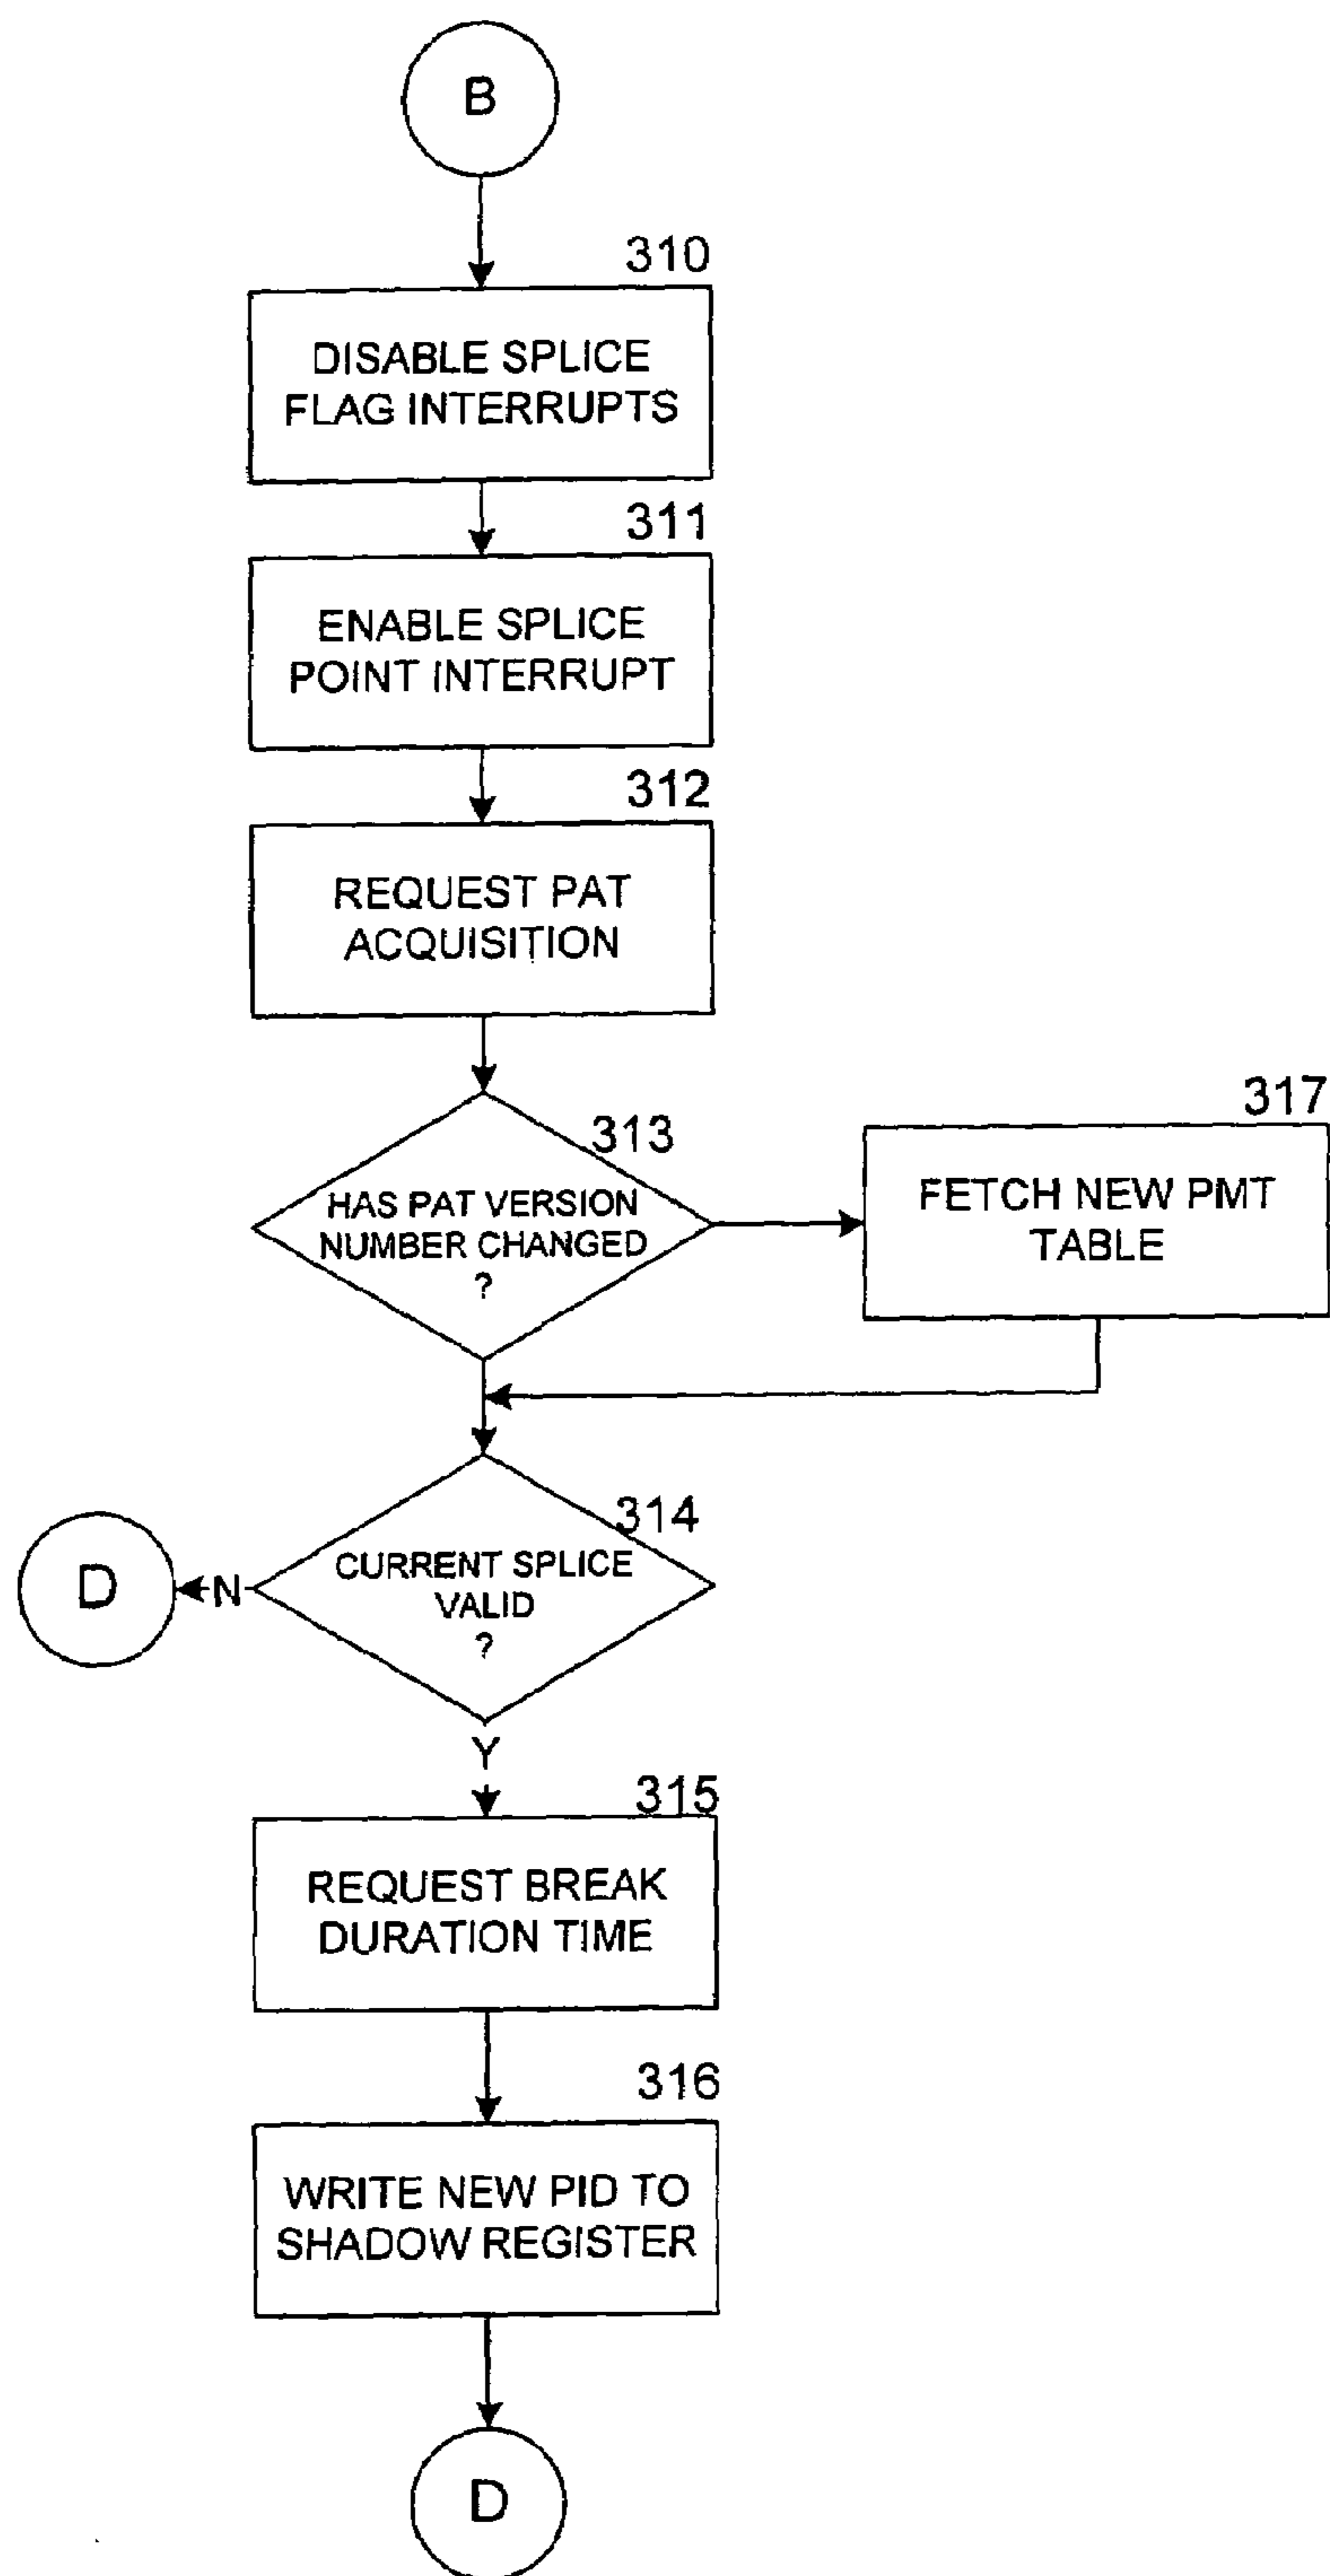 B
310
DISABLE SPLICE
FLAG INTERRUPTS
311
ENABLE SPLICE
POINT INTERRUPT
312
REQUEST PAT
ACQUISITION
313
HAS PAT VERSION
NUMBER CHANGED
?
317
FETCH NEW PMT
TABLE
314
CURRENT SPLICE
VALID
?
D
N
Y
315
REQUEST BREAK
DURATION TIME
316
WRITE NEW PID TO
SHADOW REGISTER
D